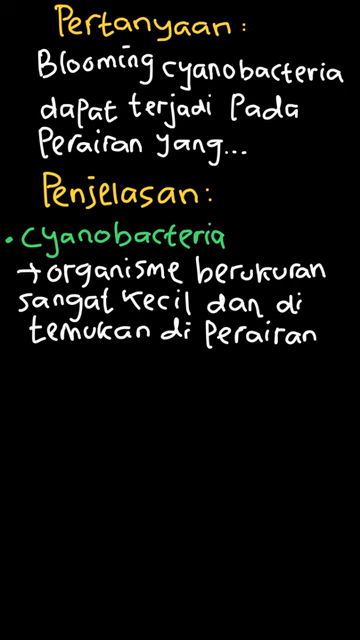 Pertanyaan :
Blooming cyanobacteria
dapat terjadi pada
Perairan yang...
Penjelasan :
• Cyanobacteria
→ organisme berukuran
sangat kecil dan di
temukan di perairan